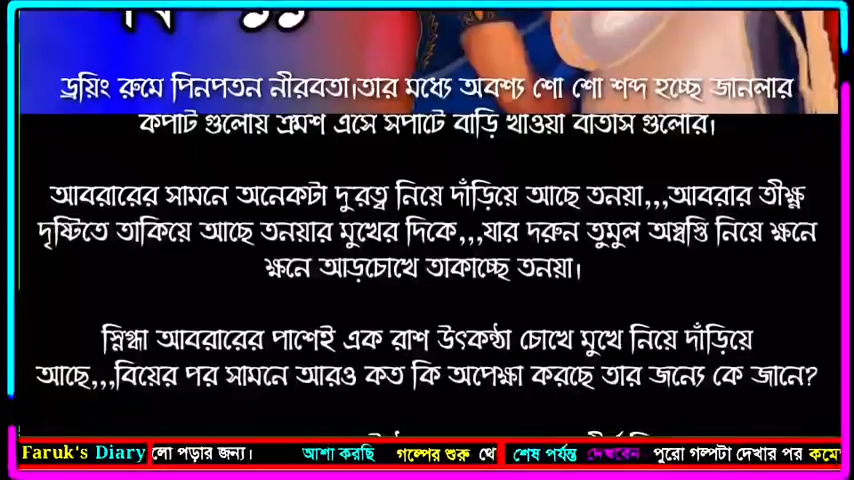 ড্রয়িং রুমে পিনপতন নীরবতা।তার মধ্যে অবশ্য শো শো শব্দ হচ্ছে জানলার
কপাট গুলোয় ক্রমশ এসে সপাটে বাড়ি খাওয়া বাতাস গুলোর।
আবরারের সামনে অনেকটা দুরত্ব নিয়ে দাঁড়িয়ে আছে তনয়া,,,আবরার তীক্ষ্ণ
দৃষ্টিতে তাকিয়ে আছে তনয়ার মুখের দিকে,,,যার দরুন তুমুল অস্বস্তি নিয়ে ক্ষনে
ক্ষনে আড়চোখে তাকাচ্ছে তনয়া।
স্নিগ্ধা আবরারের পাশেই এক রাশ উৎকন্ঠা চোখে মুখে নিয়ে দাঁড়িয়ে
আছে,,,বিয়ের পর সামনে আরও কত কি অপেক্ষা করছে তার জন্যে কে জানে?
Faruk's Diary লো পড়ার জন্য। আশা করছি গল্পের শুরু থে শেষ পর্যন্ত দেখবেন পুরো গল্পটা দেখার পর কমে